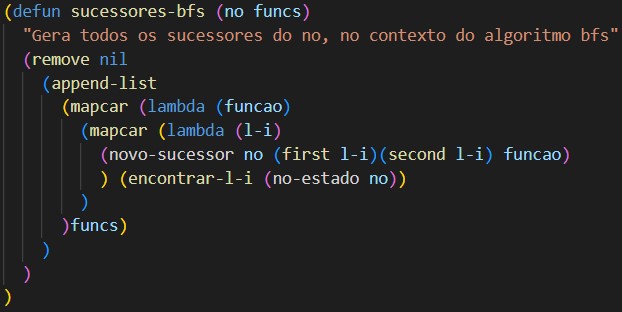 (defun sucessores-bfs (no funcs)
"Gera todos os sucessores do no, no contexto do algoritmo bfs"
(remove nil
(append-list
(mapcar (lambda (funcao)
(mapcar (lambda (l-i)
(novo-sucessor no (first l-i)(second l-i) funcao)
) (encontrar-l-i (no-estado no))
)
)funcs)
)
)
)